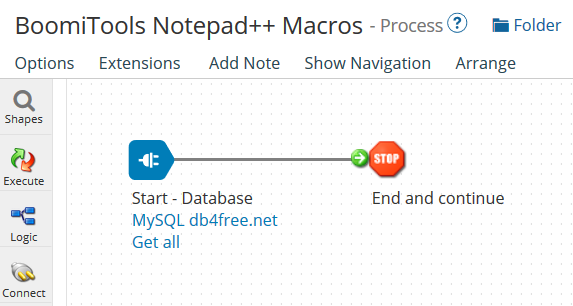 BoomiTools Notepad++ Macros - Process ? Folder
Options Extensions Add Note Show Navigation Arrange
Shapes
Execute
Logic
Connect
STOP
Start - Database
MySQL db4free.net
Get all
End and continue